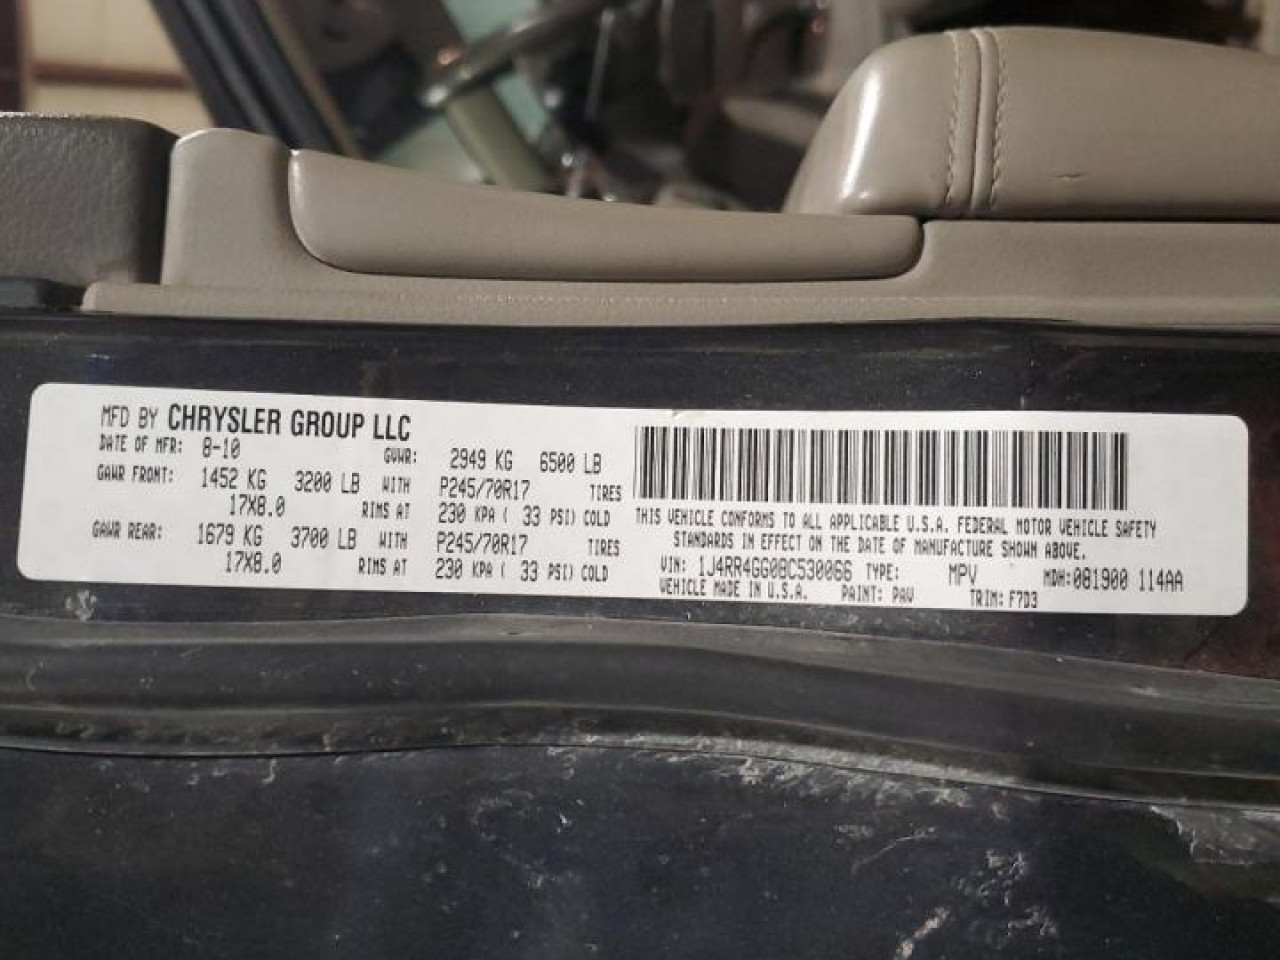 MFD BY CHRYSLER GROUP LLC
DATE OF MFR: 8-10 GVWR: 2949 KG 6500 LB
GAWR FRONT: 1452 KG 3200 LB WITH P245/70R17 TIRES
17X8.0 RIMS AT 230 KPA ( 33 PSI) COLD
GAWR REAR: 1679 KG 3700 LB WITH P245/70R17 TIRES
17X8.0 RIMS AT 230 KPA ( 33 PSI) COLD
THIS VEHICLE CONFORMS TO ALL APPLICABLE U.S.A. FEDERAL MOTOR VEHICLE SAFETY
STANDARDS IN EFFECT ON THE DATE OF MANUFACTURE SHOWN ABOVE.
VIN: 1J4RR4GG0BC530066 TYPE: MPV MDH:081900 114AA
VEHICLE MADE IN U.S.A. PAINT: PAV TRIM: F7D3